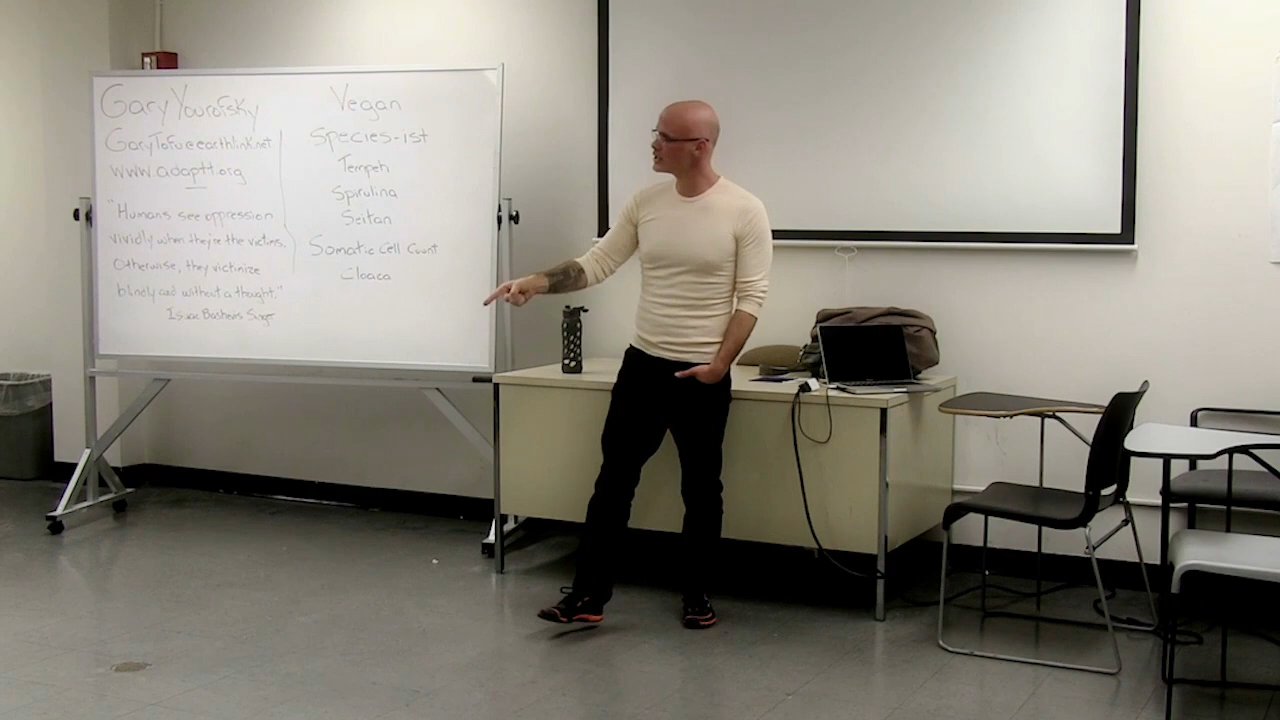 Gary Yourofsky
GaryTofu@earthlink.net
www.adaptt.org
"Humans see oppression
vividly when they're the victims.
Otherwise, they victimize
blindly and without a thought."
Isaac Bashevis Singer
Vegan
Species-ist
Tempeh
Spirulina
Seitan
Somatic Cell Count
Cloaca